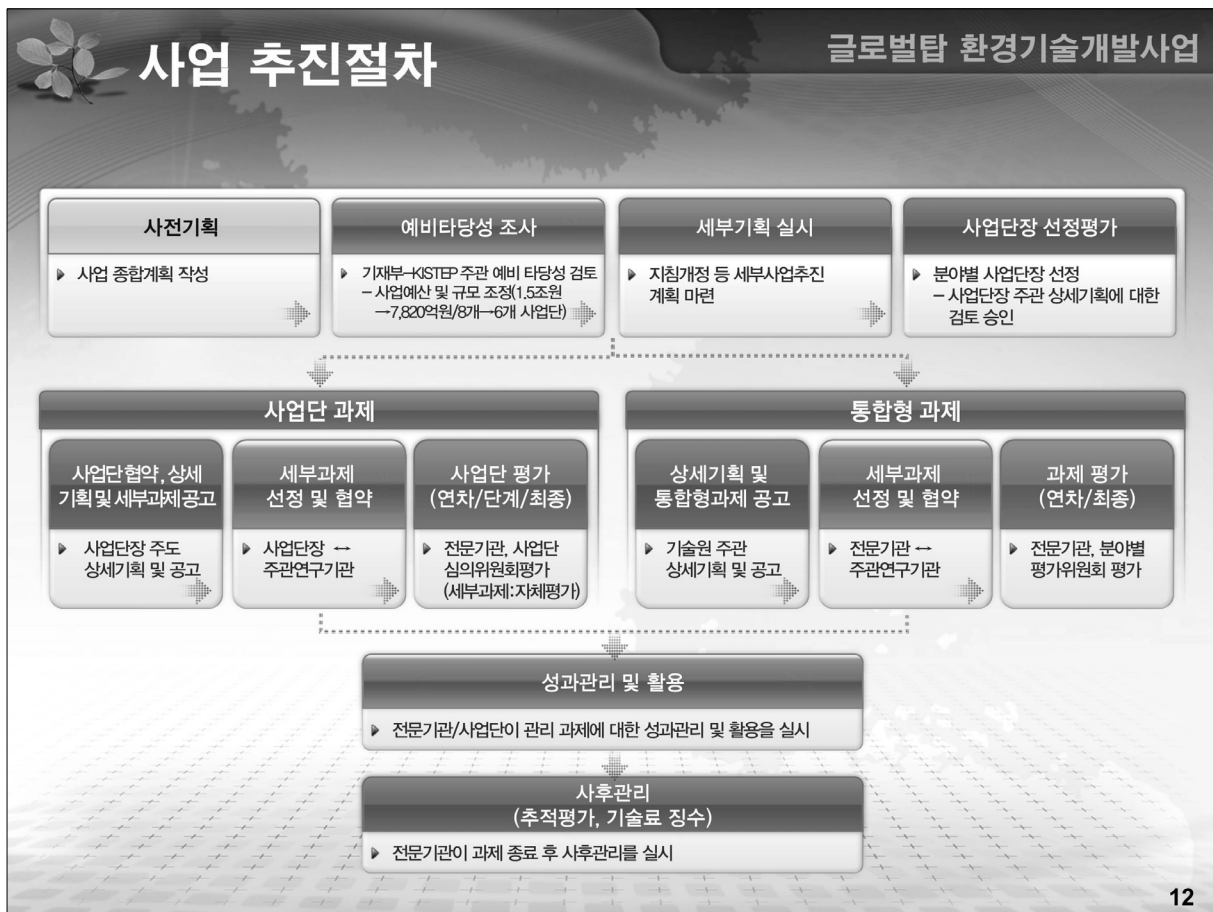 사업 추진절차
글로벌탑 환경기술개발사업
사전기획
▶ 사업 종합계획 작성
예비타당성 조사
▶ 기재부-KISTEP 주관 예비 타당성 검토
– 사업예산 및 규모 조정(1.5조원
→7,820억원/8개→6개 사업단)
세부기획 실시
▶ 지침개정 등 세부사업추진
계획 마련
사업단장 선정평가
▶ 분야별 사업단장 선정
– 사업단장 주관 상세기획에 대한
검토 승인
사업단 과제
사업단협약, 상세
기획 및 세부과제 공고
▶ 사업단장 주도
상세기획 및 공고
세부과제
선정 및 협약
▶ 사업단장 ↔
주관연구기관
사업단 평가
(연차/단계/최종)
▶ 전문기관, 사업단
심의위원회평가
(세부과제:자체평가)
통합형 과제
상세기획 및
통합형과제 공고
▶ 기술원 주관
상세기획 및 공고
세부과제
선정 및 협약
▶ 전문기관 ↔
주관연구기관
과제 평가
(연차/최종)
▶ 전문기관, 분야별
평가위원회 평가
성과관리 및 활용
▶ 전문기관/사업단이 관리 과제에 대한 성과관리 및 활용을 실시
사후관리
(추적평가, 기술료 징수)
▶ 전문기관이 과제 종료 후 사후관리를 실시
12